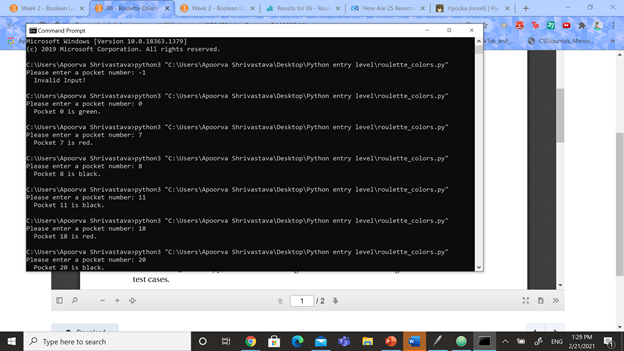 Week 2 - Boolean Lo
06 - Roulette Colors
Week 2 - Boolean Lo
Results for 06 - Roulette
Here Are 25 Reasons
Hyouka (novel)
Command Prompt
Microsoft Windows [Version 10.0.18363.1379]
(c) 2019 Microsoft Corporation. All rights reserved.
C:\Users\Apoorva Shrivastava>python3 "C:\Users\Apoorva Shrivastava\Desktop\Python entry level\roulette_colors.py"
Please enter a pocket number: -1
Invalid Input!
C:\Users\Apoorva Shrivastava>python3 "C:\Users\Apoorva Shrivastava\Desktop\Python entry level\roulette_colors.py"
Please enter a pocket number: 0
Pocket 0 is green.
C:\Users\Apoorva Shrivastava>python3 "C:\Users\Apoorva Shrivastava\Desktop\Python entry level\roulette_colors.py"
Please enter a pocket number: 7
Pocket 7 is red.
C:\Users\Apoorva Shrivastava>python3 "C:\Users\Apoorva Shrivastava\Desktop\Python entry level\roulette_colors.py"
Please enter a pocket number: 8
Pocket 8 is black.
C:\Users\Apoorva Shrivastava>python3 "C:\Users\Apoorva Shrivastava\Desktop\Python entry level\roulette_colors.py"
Please enter a pocket number: 11
Pocket 11 is black.
C:\Users\Apoorva Shrivastava>python3 "C:\Users\Apoorva Shrivastava\Desktop\Python entry level\roulette_colors.py"
Please enter a pocket number: 18
Pocket 18 is red.
C:\Users\Apoorva Shrivastava>python3 "C:\Users\Apoorva Shrivastava\Desktop\Python entry level\roulette_colors.py"
Please enter a pocket number: 20
Pocket 20 is black.
test cases.
1 / 2
Type here to search
ENG
1:29 PM
2/21/2021